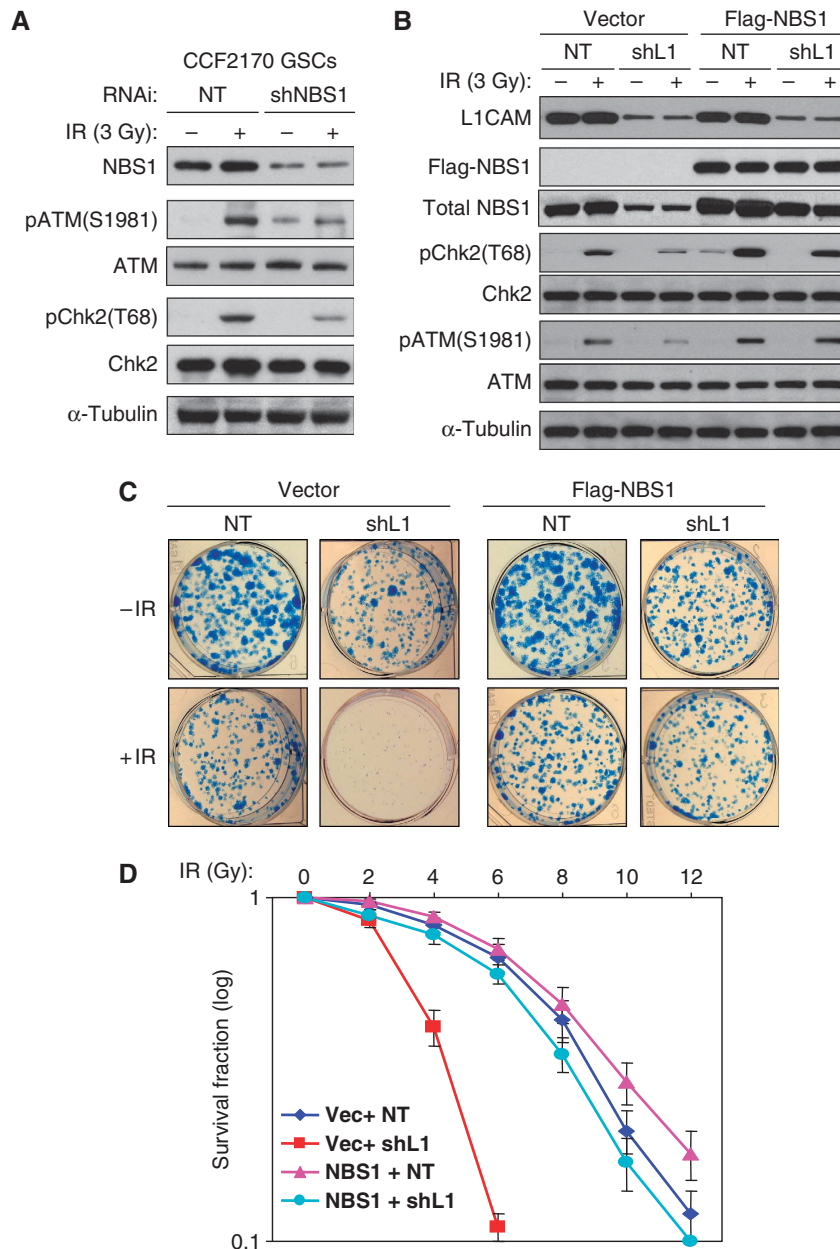 A
CCF2170 GSCs
RNAi: NT shNBS1
IR (3 Gy): – + – +
NBS1
pATM(S1981)
ATM
pChk2(T68)
Chk2
α-Tubulin
B
Vector Flag-NBS1
NT shL1 NT shL1
IR (3 Gy): – + – + – + – +
L1CAM
Flag-NBS1
Total NBS1
pChk2(T68)
Chk2
pATM(S1981)
ATM
α-Tubulin
C
Vector Flag-NBS1
NT shL1 NT shL1
–IR
+IR
D
IR (Gy): 0 2 4 6 8 10 12
1
Survival fraction (log)
Vec+ NT
Vec+ shL1
NBS1 + NT
NBS1 + shL1
0.1